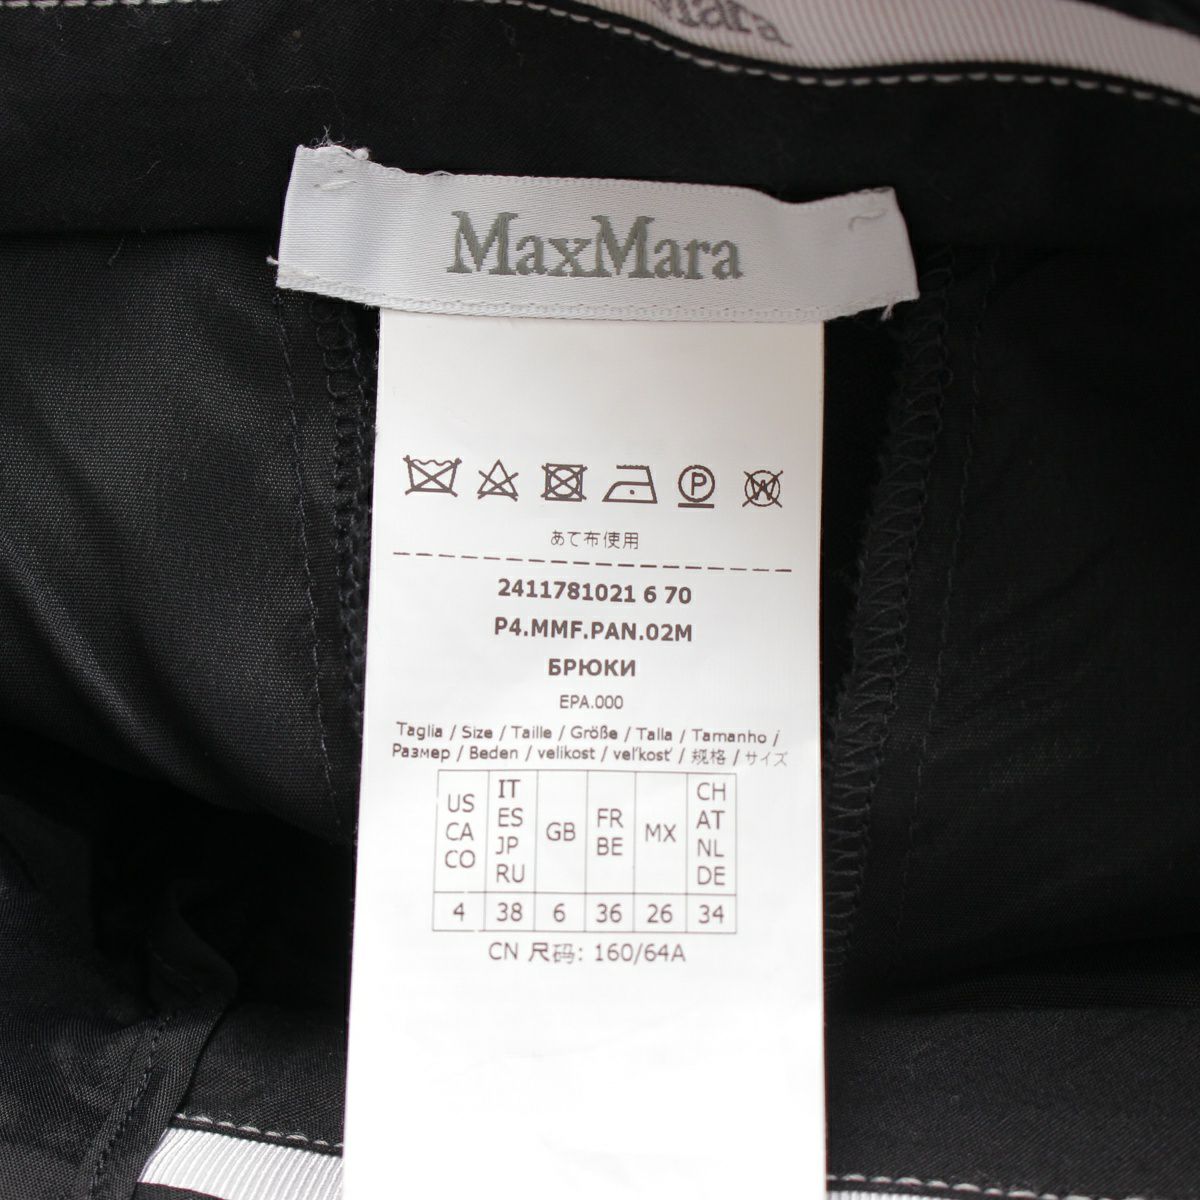 Mara
MaxMara
P
W
あて布使用
2411781021 6 70
P4.MMF.PAN.02M
БРЮКИ
EPA.000
Taglia / Size / Taille / Größe / Talla / Tamanho /
Размер / Beden / velikost / veľkosť / 规格 / サイズ
US CA CO
IT ES JP RU
GB
FR BE
MX
CH AT NL DE
4 38 6 36 26 34
CN 尺码: 160/64A